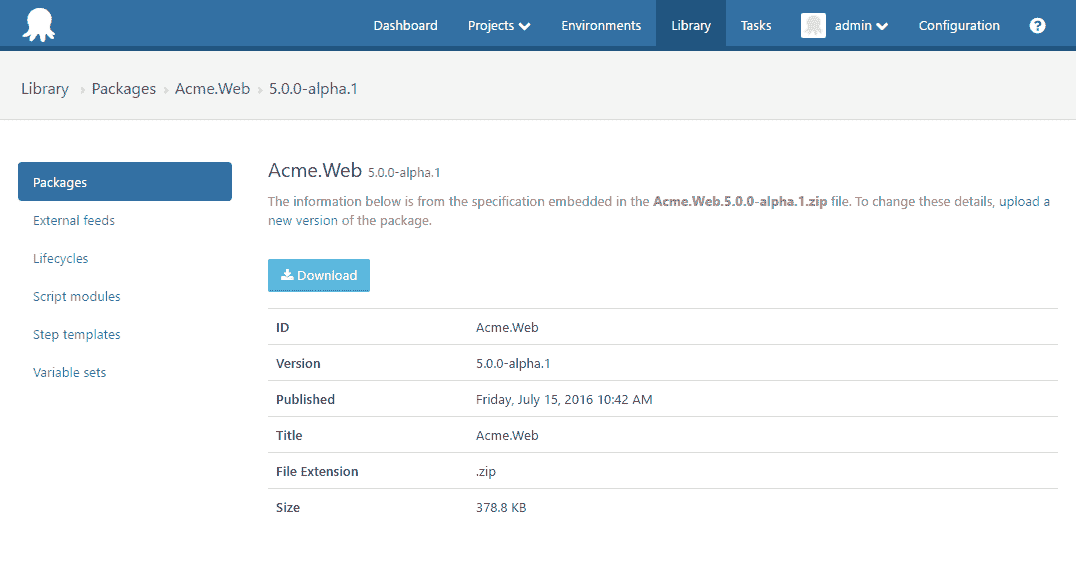 Dashboard Projects Environments Library Tasks admin Configuration ?
Library › Packages › Acme.Web › 5.0.0-alpha.1
Packages
External feeds
Lifecycles
Script modules
Step templates
Variable sets
Acme.Web 5.0.0-alpha.1
The information below is from the specification embedded in the Acme.Web.5.0.0-alpha.1.zip file. To change these details, upload a
new version of the package.
Download
ID Acme.Web
Version 5.0.0-alpha.1
Published Friday, July 15, 2016 10:42 AM
Title Acme.Web
File Extension .zip
Size 378.8 KB